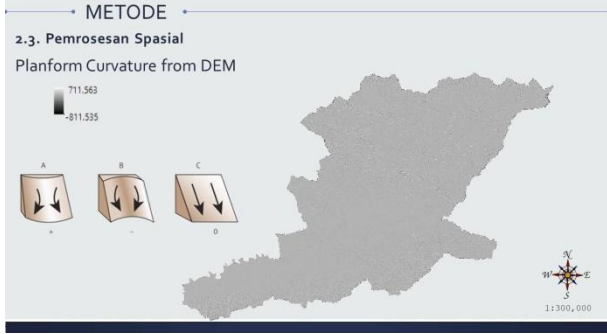 METODE
2.3. Pemrosesan Spasial
Planform Curvature from DEM
711.563
-811.535
A B C
+ - 0
N
W E
S
1:300,000